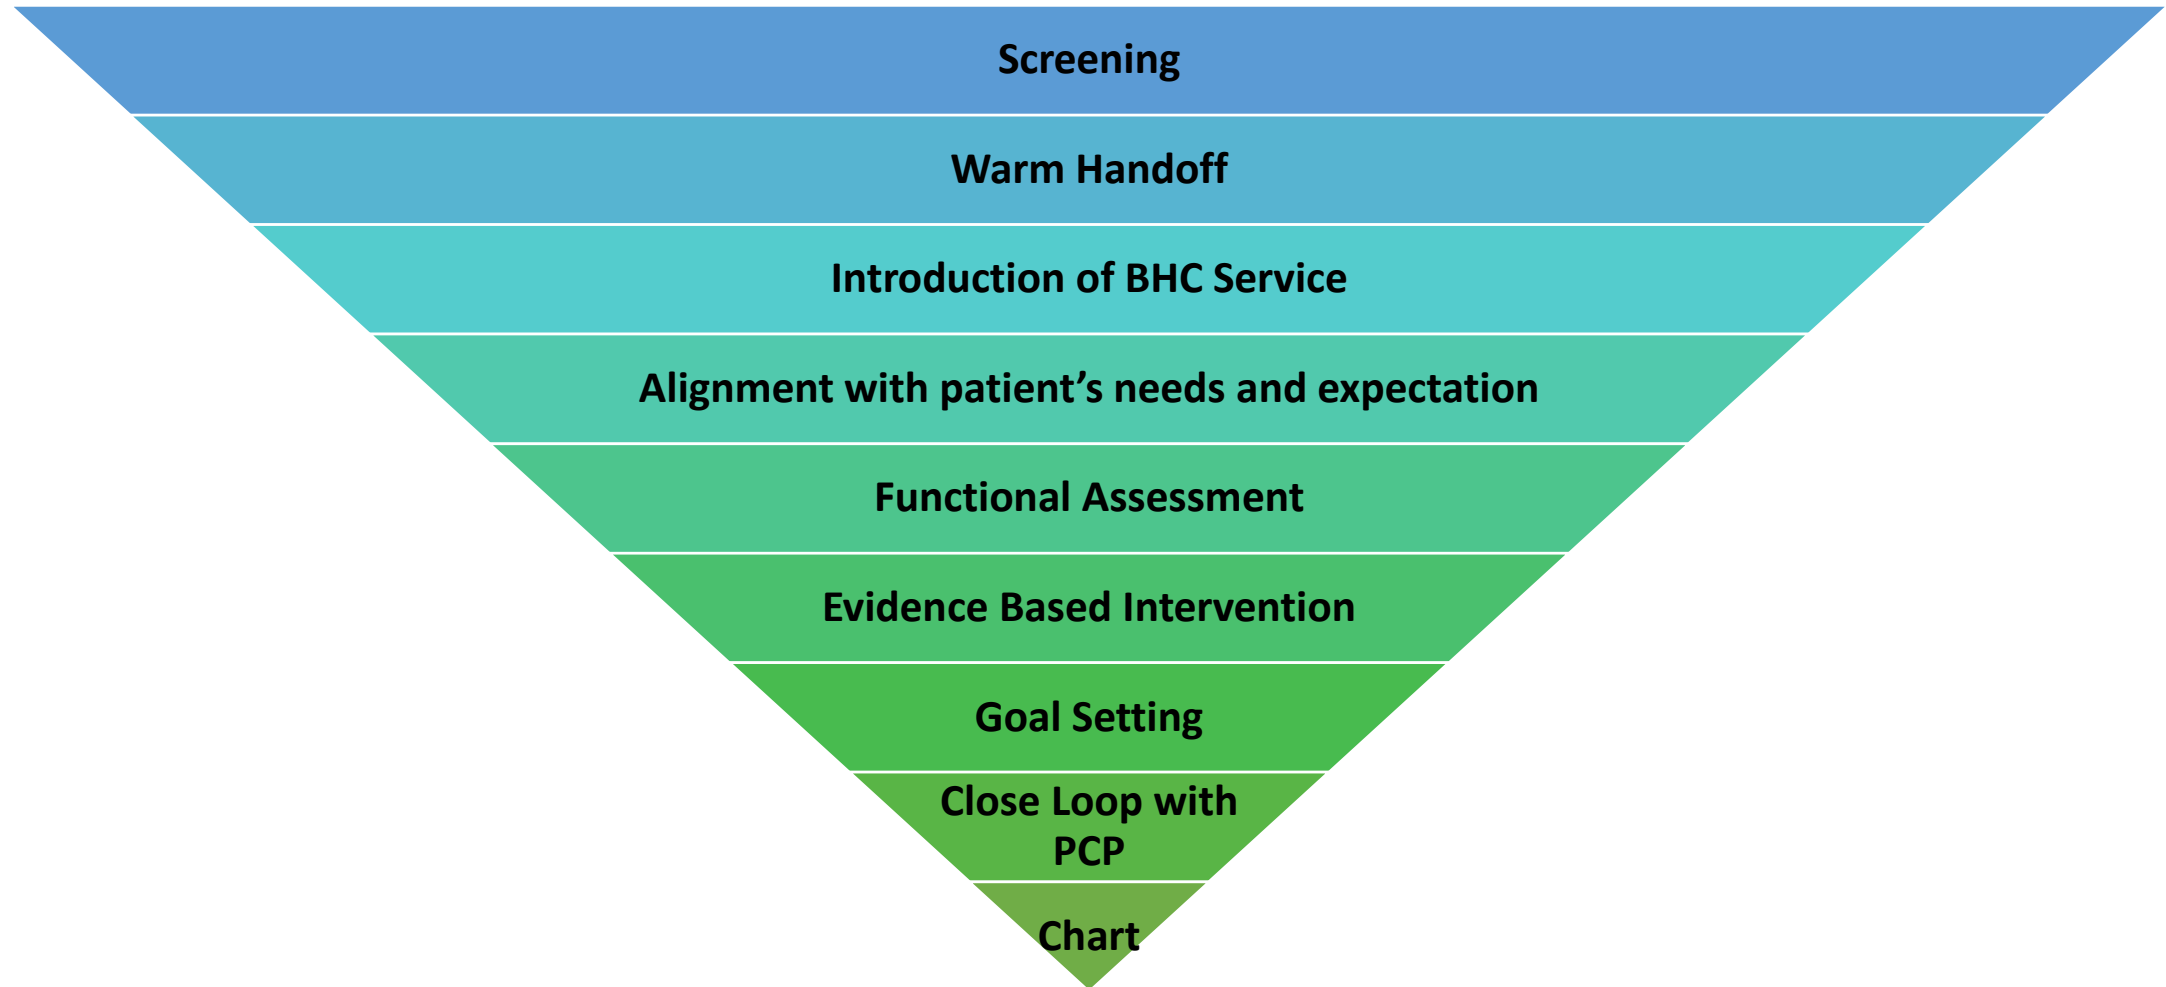 Screening
Warm Handoff
Introduction of BHC Service
Alignment with patient’s needs and expectation
Functional Assessment
Evidence Based Intervention
Goal Setting
Close Loop with
PCP
Chart